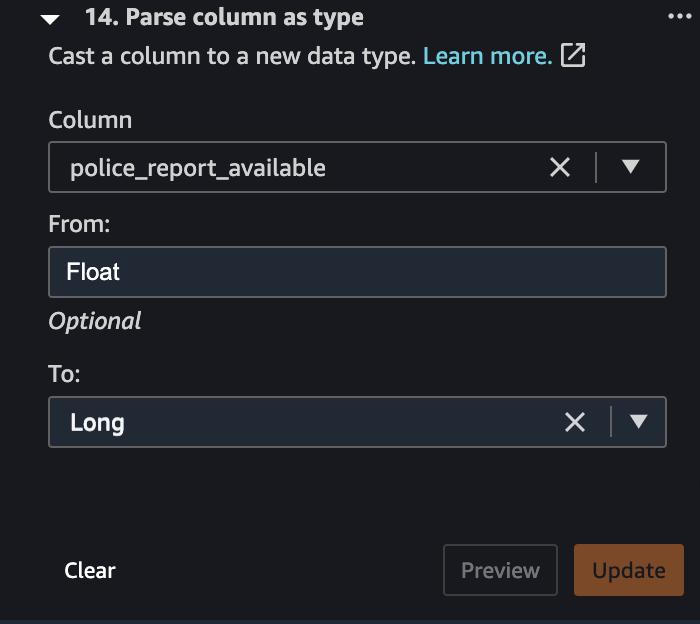 14. Parse column as type
Cast a column to a new data type. Learn more.
Column
police_report_available
From:
Float
Optional
To:
Long
Clear
Preview
Update